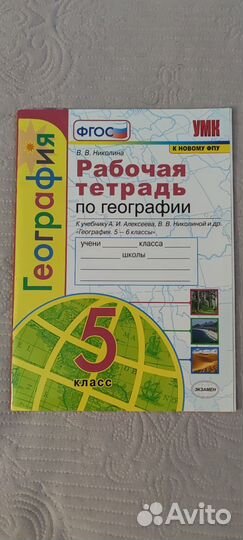 ФГОС
УМК
К НОВОМУ ФПУ
В. В. Николина
Рабочая
тетрадь
по географии
К учебнику А. И. Алексеева, В. В. Николиной и др.
«География. 5 – 6 классы»
учени класса
школы
География
5
класс
ЭКЗАМЕН
Avito